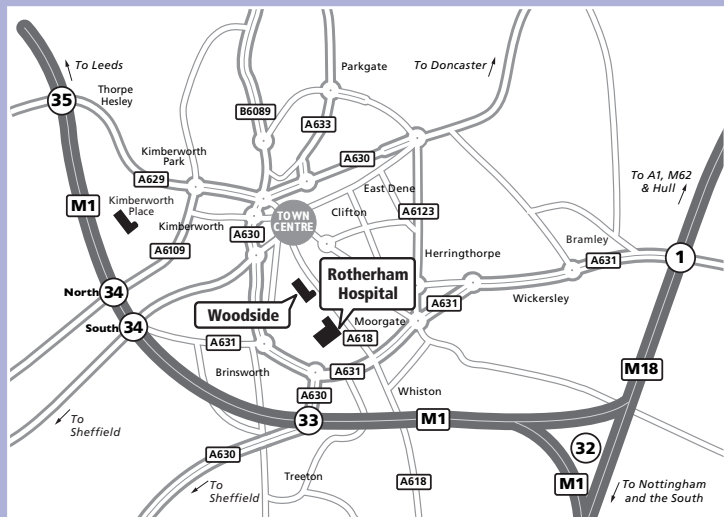 To Leeds
Parkgate
To Doncaster
35
Thorpe
Hesley
B6089
A633
Kimberworth
Park
A630
A629
East Dene
To A1, M62
& Hull
M1
Kimberworth
Place
Kimberworth
A630
TOWN
CENTRE
Clifton
A6123
A6109
Bramley
Herringthorpe
A631
1
North
34
Rotherham
Hospital
Woodside
Wickersley
A631
South
34
Moorgate
A618
A631
Brinsworth
A631
M18
A630
Whiston
To
Sheffield
33
M1
32
A630
Treeton
To
Sheffield
A618
M1
To Nottingham
and the South